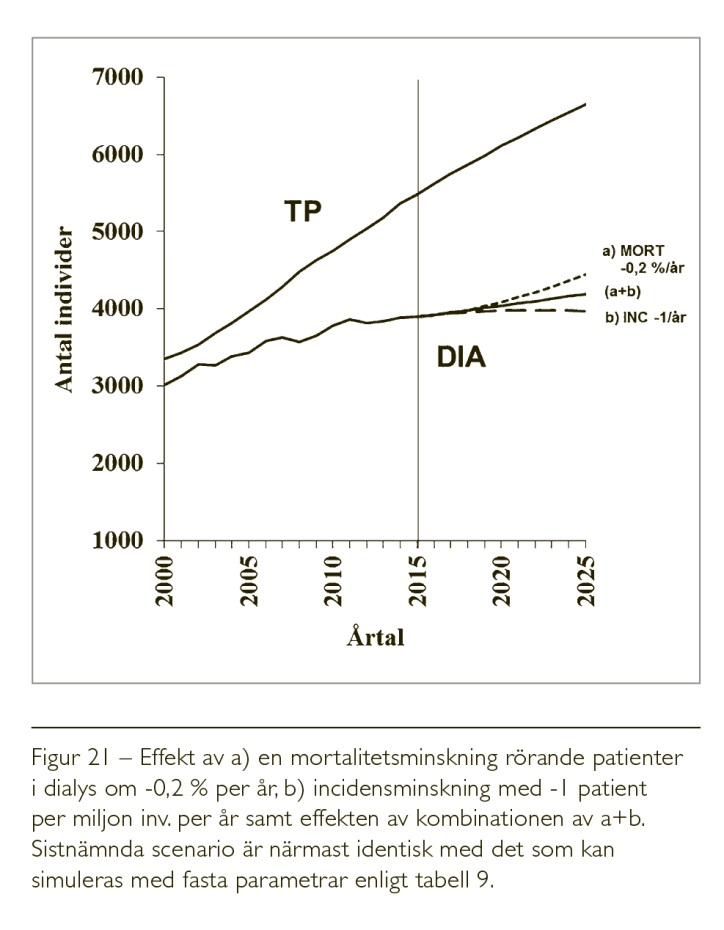 7000
6000
5000
4000
3000
2000
1000
Antal individer
TP
DIA
a) MORT
-0,2 %/år
(a+b)
b) INC -1/år
2000
2005
2010
2015
2020
2025
Årtal
Figur 21 – Effekt av a) en mortalitetsminskning rörande patienter
i dialys om -0,2 % per år, b) incidensminskning med -1 patient
per miljon inv. per år samt effekten av kombinationen av a+b.
Sistnämnda scenario är närmast identisk med det som kan
simuleras med fasta parametrar enligt tabell 9.